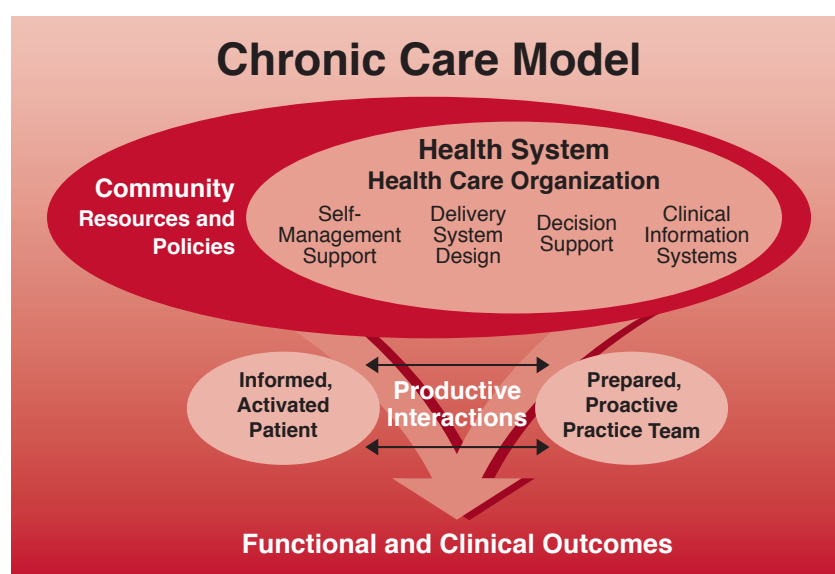 Chronic Care Model
Health System
Health Care Organization
Community
Resources and
Policies
Self-
Management
Support
Delivery
System
Design
Decision
Support
Clinical
Information
Systems
Informed,
Activated
Patient
Productive
Interactions
Prepared,
Proactive
Practice Team
Functional and Clinical Outcomes